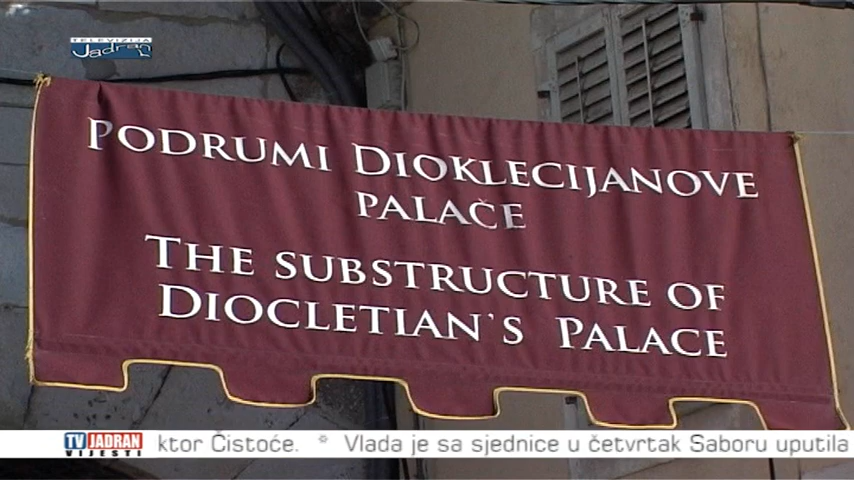 TELEVIZIJA
Jadran
PODRUMI DIOKLECIJANOVE
PALAČE
THE SUBSTRUCTURE OF
DIOCLETIAN'S PALACE
TV JADRAN
VIJESTI
ktor Čistoće. * Vlada je sa sjednice u četvrtak Saboru uputila